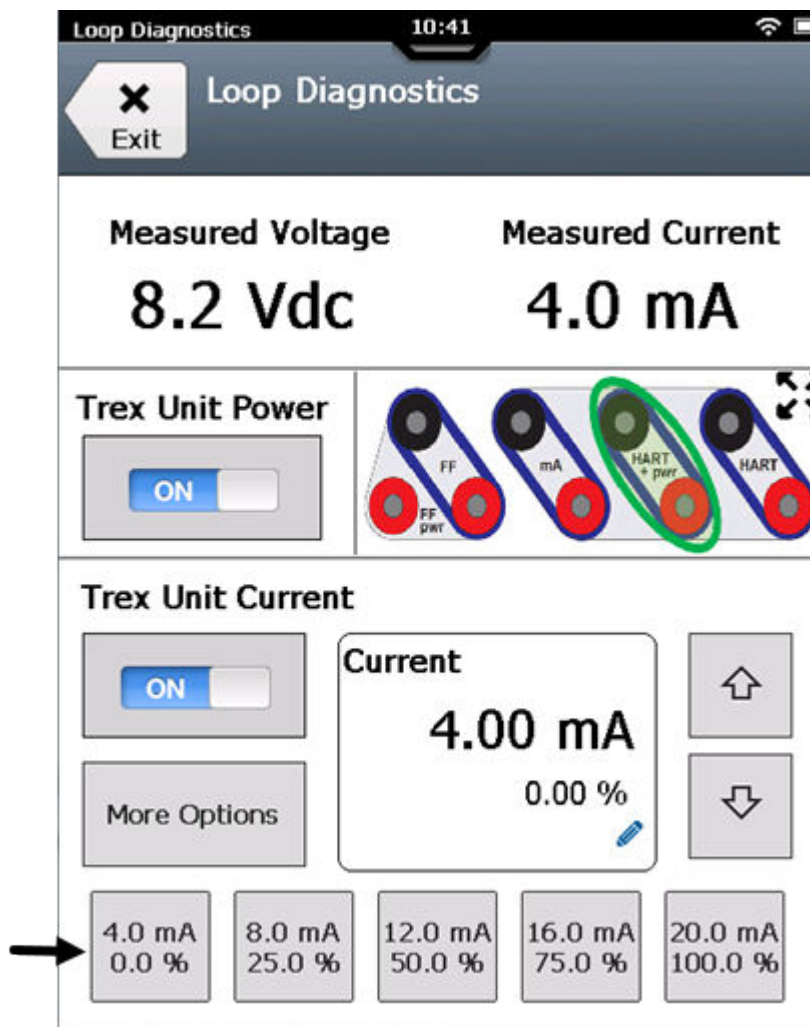 Loop Diagnostics 10:41
Loop Diagnostics
Exit
Measured Voltage Measured Current
8.2 Vdc 4.0 mA
Trex Unit Power
ON
FF
FF
pwr
mA
HART
+ pwr
HART
Trex Unit Current
ON
Current
4.00 mA
0.00 %
More Options
4.0 mA 8.0 mA 12.0 mA 16.0 mA 20.0 mA
0.0 % 25.0 % 50.0 % 75.0 % 100.0 %